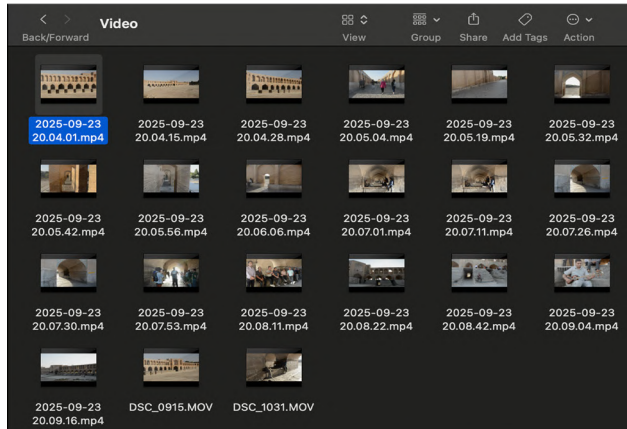 Video
Back/Forward
View
Group
Share
Add Tags
Action
2025-09-23
20.04.01.mp4
2025-09-23
20.04.15.mp4
2025-09-23
20.04.28.mp4
2025-09-23
20.05.04.mp4
2025-09-23
20.05.19.mp4
2025-09-23
20.05.32.mp4
2025-09-23
20.05.42.mp4
2025-09-23
20.05.56.mp4
2025-09-23
20.06.06.mp4
2025-09-23
20.07.01.mp4
2025-09-23
20.07.11.mp4
2025-09-23
20.07.26.mp4
2025-09-23
20.07.30.mp4
2025-09-23
20.07.53.mp4
2025-09-23
20.08.11.mp4
2025-09-23
20.08.22.mp4
2025-09-23
20.08.42.mp4
2025-09-23
20.09.04.mp4
2025-09-23
20.09.16.mp4
DSC_0915.MOV
DSC_1031.MOV